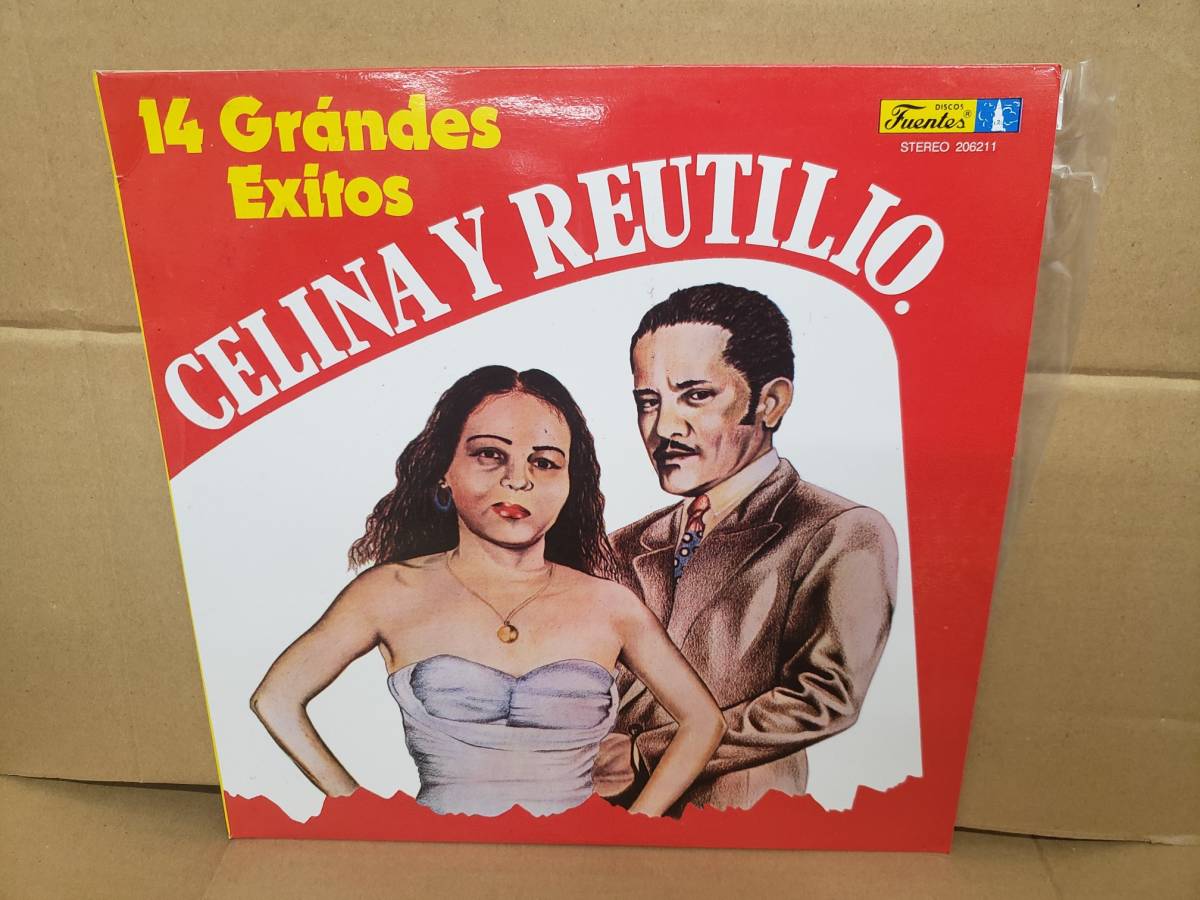 14 Grándes
Exitos
DISCOS
Fuentes®
STEREO 206211
CELINA Y REUTILIO.